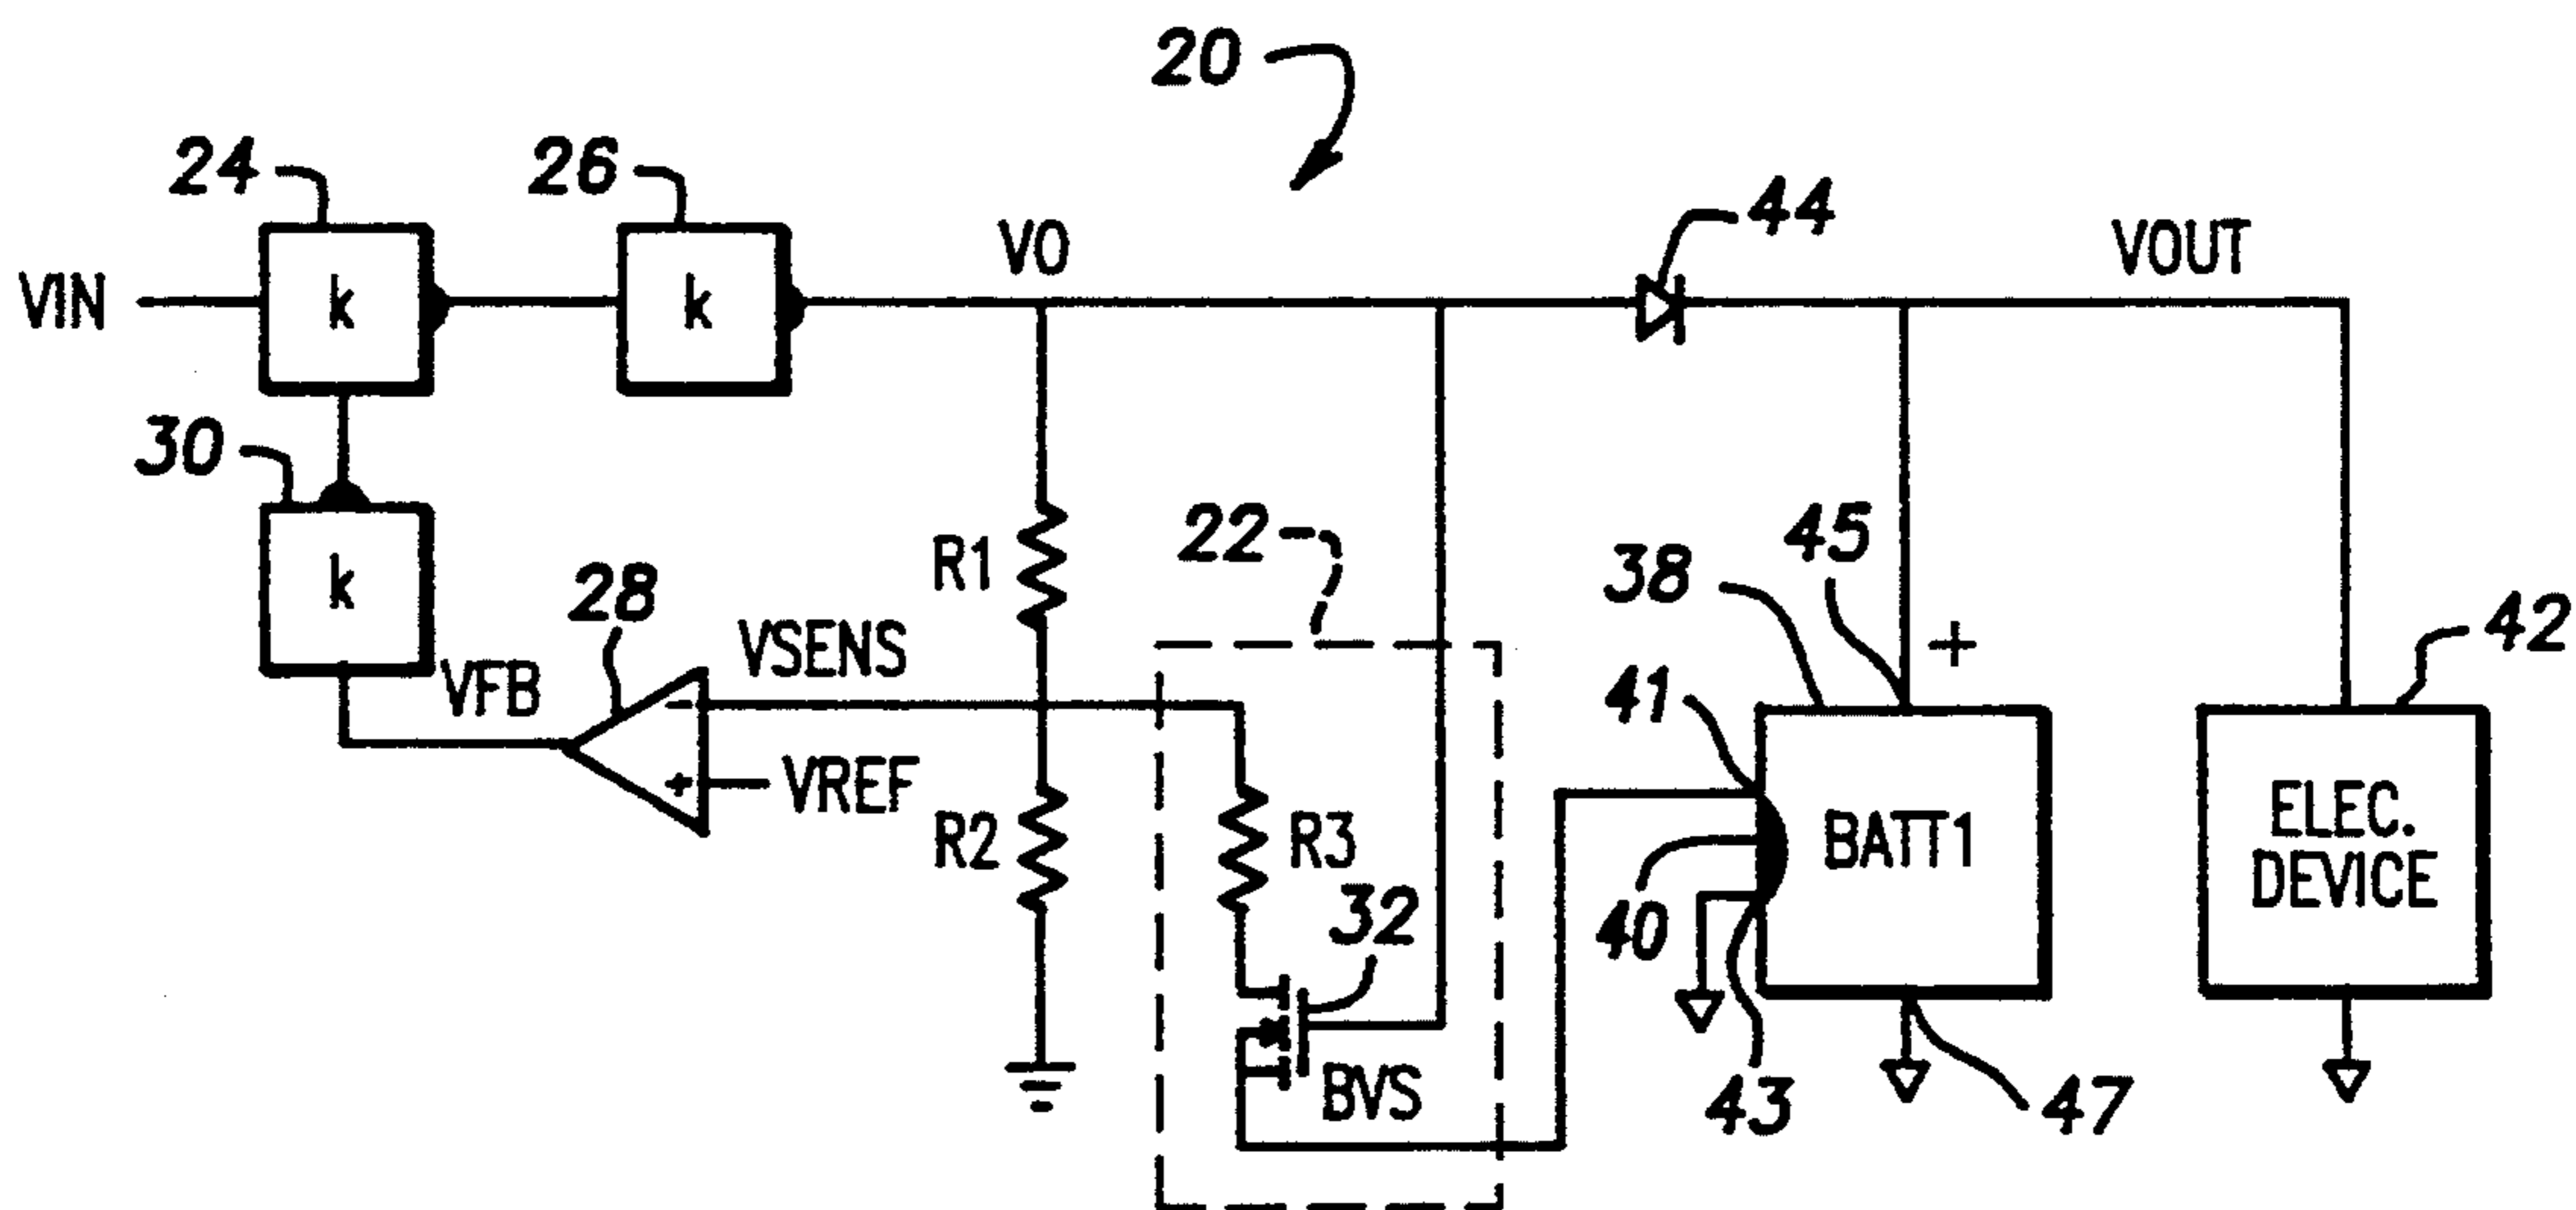 20
24
26
44
VO
VOUT
VIN
k
k
30
22
45
R1
38
28
42
k
VSENS
+
41
VFB
-
+
VREF
R2
R3
BATT1
ELEC.
DEVICE
32
40
BVS
43
47